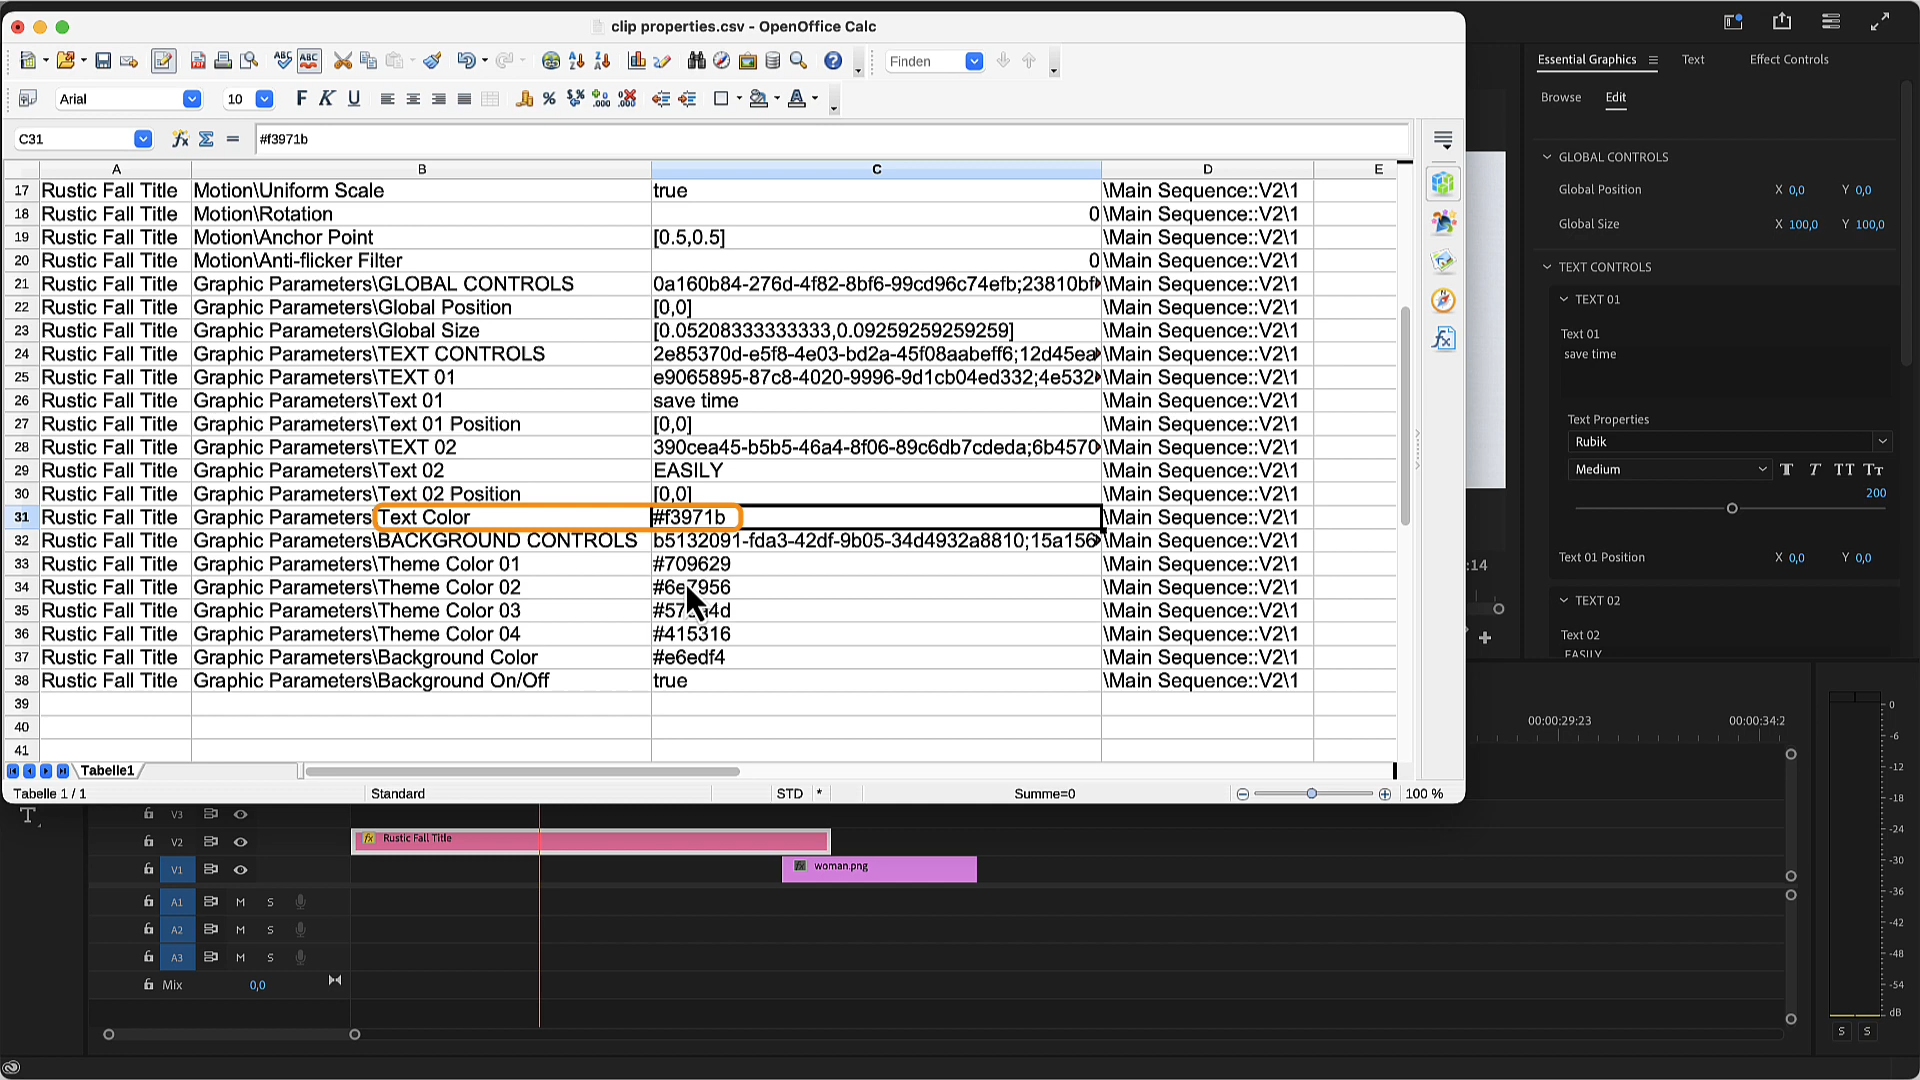 clip properties.csv - OpenOffice Calc
Finden
Arial
10
C31
#f3971b
A B C D E
17 Rustic Fall Title Motion\Uniform Scale true \Main Sequence::V2\1
18 Rustic Fall Title Motion\Rotation 0 \Main Sequence::V2\1
19 Rustic Fall Title Motion\Anchor Point [0.5,0.5] \Main Sequence::V2\1
20 Rustic Fall Title Motion\Anti-flicker Filter 0 \Main Sequence::V2\1
21 Rustic Fall Title Graphic Parameters\GLOBAL CONTROLS 0a160b84-276d-4f82-8bf6-99cd96c74efb;23810bf \Main Sequence::V2\1
22 Rustic Fall Title Graphic Parameters\Global Position [0,0] \Main Sequence::V2\1
23 Rustic Fall Title Graphic Parameters\Global Size [0.05208333333333,0.09259259259259] \Main Sequence::V2\1
24 Rustic Fall Title Graphic Parameters\TEXT CONTROLS 2e85370d-e5f8-4e03-bd2a-45f08aabeff6;12d45ea \Main Sequence::V2\1
25 Rustic Fall Title Graphic Parameters\TEXT 01 e9065895-87c8-4020-9996-9d1cb04ed332;4e532 \Main Sequence::V2\1
26 Rustic Fall Title Graphic Parameters\Text 01 save time \Main Sequence::V2\1
27 Rustic Fall Title Graphic Parameters\Text 01 Position [0,0] \Main Sequence::V2\1
28 Rustic Fall Title Graphic Parameters\TEXT 02 390cea45-b5b5-46a4-8f06-89c6db7cdeda;6b4570 \Main Sequence::V2\1
29 Rustic Fall Title Graphic Parameters\Text 02 EASILY \Main Sequence::V2\1
30 Rustic Fall Title Graphic Parameters\Text 02 Position [0,0] \Main Sequence::V2\1
31 Rustic Fall Title Graphic Parameters\Text Color #f3971b \Main Sequence::V2\1
32 Rustic Fall Title Graphic Parameters\BACKGROUND CONTROLS b5132091-fda3-42df-9b05-34d4932a8810;15a156 \Main Sequence::V2\1
33 Rustic Fall Title Graphic Parameters\Theme Color 01 #709629 \Main Sequence::V2\1
34 Rustic Fall Title Graphic Parameters\Theme Color 02 \Main Sequence::V2\1
35 Rustic Fall Title Graphic Parameters\Theme Color 03 \Main Sequence::V2\1
36 Rustic Fall Title Graphic Parameters\Theme Color 04 #415316 \Main Sequence::V2\1
37 Rustic Fall Title Graphic Parameters\Background Color #e6edf4 \Main Sequence::V2\1
38 Rustic Fall Title Graphic Parameters\Background On/Off true \Main Sequence::V2\1
39
40
41
Tabelle1
Tabelle 1 / 1 Standard STD * Summe=0 100 %
Essential Graphics Text Effect Controls
Browse Edit
GLOBAL CONTROLS
Global Position X 0,0 Y 0,0
Global Size X 100,0 Y 100,0
TEXT CONTROLS
TEXT 01
Text 01
save time
Text Properties
Rubik
Medium
200
Text 01 Position X 0,0 Y 0,0
TEXT 02
Text 02
EASILY
:14
00:00:29:23 00:00:34:2
V3
V2 Rustic Fall Title
V1 woman.png
A1 M S
A2 M S
A3 M S
Mix 0,0
0
-6
-12
-18
-24
-30
-36
-42
-48
-54
dB
S S